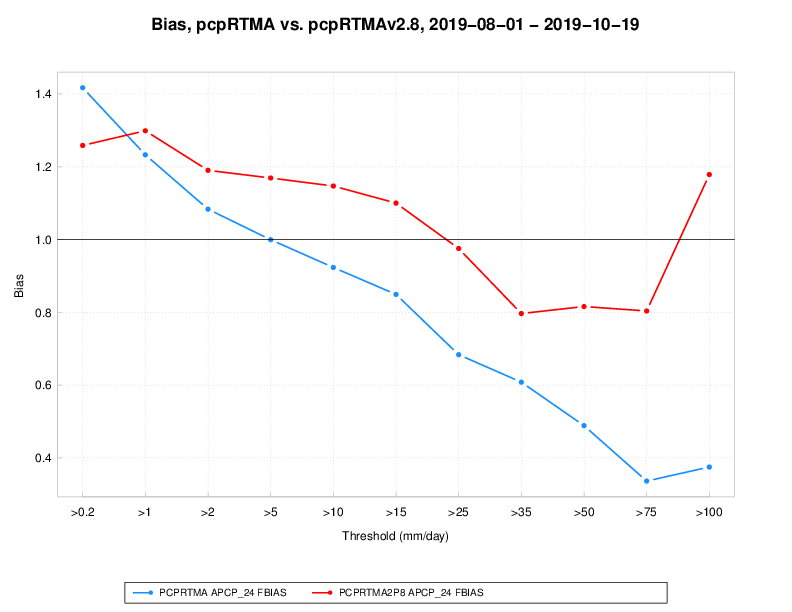 Bias, pcpRTMA vs. pcpRTMAv2.8, 2019−08−01 − 2019−10−19
1.4
1.2
1.0
0.8
0.6
0.4
Bias
>0.2 >1 >2 >5 >10 >15 >25 >35 >50 >75 >100
Threshold (mm/day)
PCPRTMA APCP_24 FBIAS PCPRTMA2P8 APCP_24 FBIAS